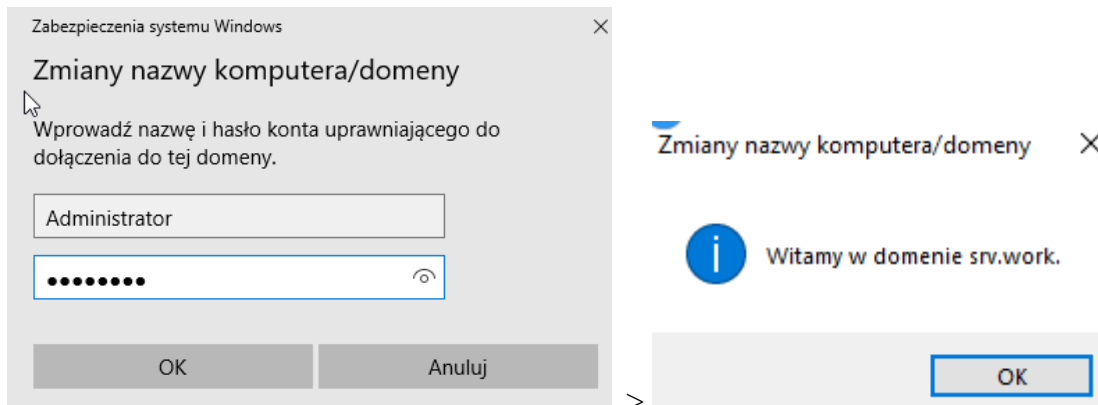 Zabezpieczenia systemu Windows
Zmiany nazwy komputera/domeny
Wprowadź nazwę i hasło konta uprawniającego do
dołączenia do tej domeny.
Administrator
●●●●●●●●
OK Anuluj
>
Zmiany nazwy komputera/domeny
Witamy w domenie srv.work.
OK